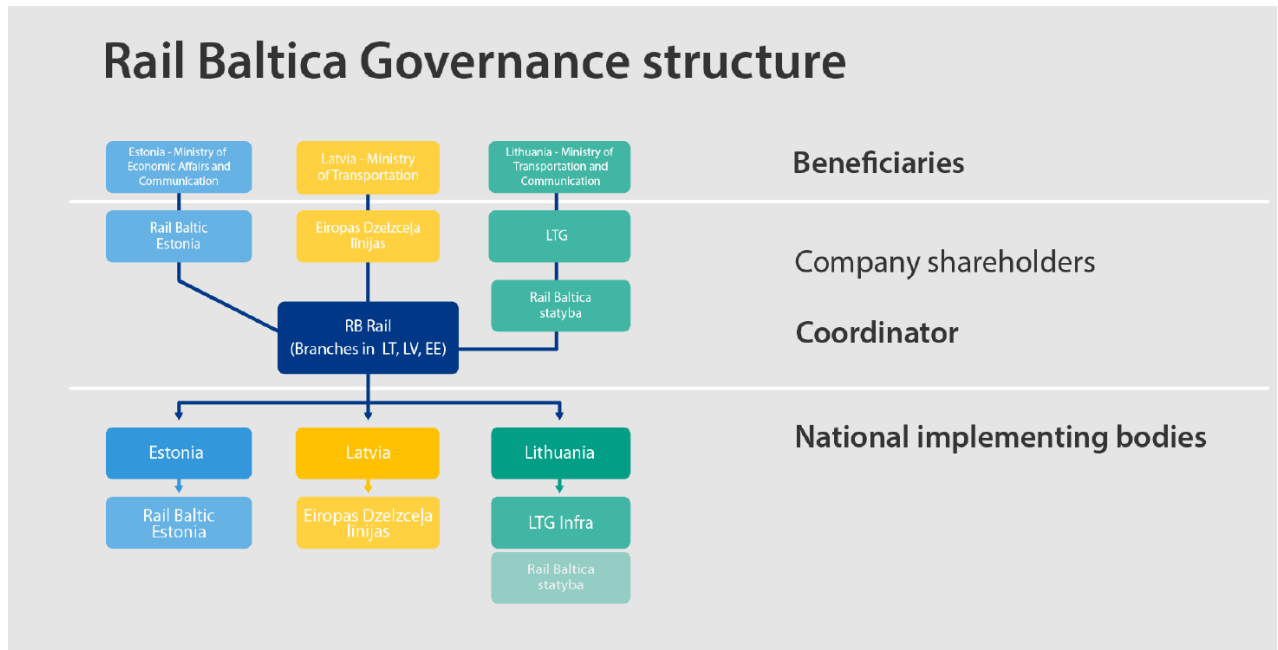 Rail Baltica Governance structure
Estonia - Ministry of
Economic Affairs and
Communication
Latvia - Ministry
of Transportation
Lithuania - Ministry of
Transportation and
Communication
Beneficiaries
Rail Baltic
Estonia
Eiropas Dzelzceļa
līnijas
LTG
Company shareholders
Rail Baltica
statyba
RB Rail
(Branches in LT, LV, EE)
Coordinator
National implementing bodies
Estonia
Latvia
Lithuania
Rail Baltic
Estonia
Eiropas Dzelzceļa
līnijas
LTG Infra
Rail Baltica
statyba